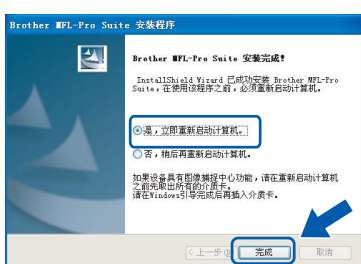 Brother MFL-Pro Suite 安装程序
Brother MFL-Pro Suite 安装完成!
InstallShield Wizard 已成功安装 Brother MFL-Pro
Suite,在使用该程序之前,必须重新启动计算机。
是,立即重新启动计算机。
否,稍后再重新启动计算机。
如果设备具有图像捕捉中心功能,请在重新启动计算机
之前先取出所有的介质卡。
请在Windows引导完成后再插入介质卡。
<上一步(B)
完成
取消